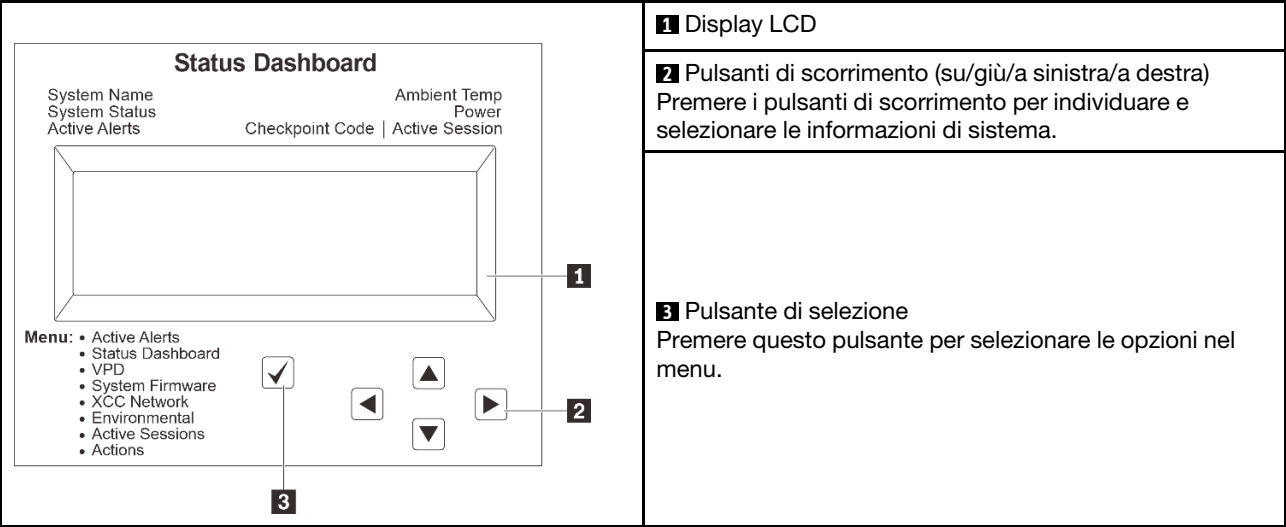 Status Dashboard
System Name
System Status
Active Alerts
Ambient Temp
Power
Checkpoint Code | Active Session
1
Menu: • Active Alerts
• Status Dashboard
• VPD
• System Firmware
• XCC Network
• Environmental
• Active Sessions
• Actions
2
3
1 Display LCD
2 Pulsanti di scorrimento (su/giù/a sinistra/a destra)
Premere i pulsanti di scorrimento per individuare e
selezionare le informazioni di sistema.
3 Pulsante di selezione
Premere questo pulsante per selezionare le opzioni nel
menu.